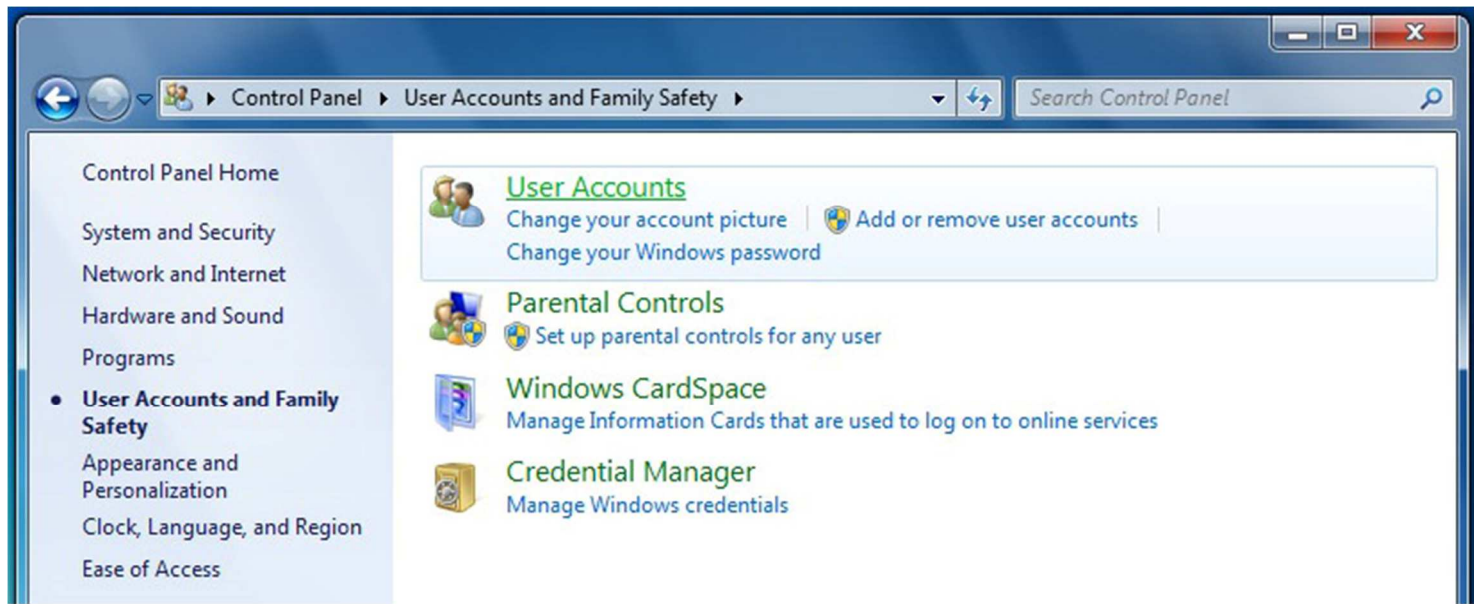 Control Panel
User Accounts and Family Safety
Search Control Panel
Control Panel Home
System and Security
Network and Internet
Hardware and Sound
Programs
User Accounts and Family
Safety
Appearance and
Personalization
Clock, Language, and Region
Ease of Access
User Accounts
Change your account picture | Add or remove user accounts |
Change your Windows password
Parental Controls
Set up parental controls for any user
Windows CardSpace
Manage Information Cards that are used to log on to online services
Credential Manager
Manage Windows credentials